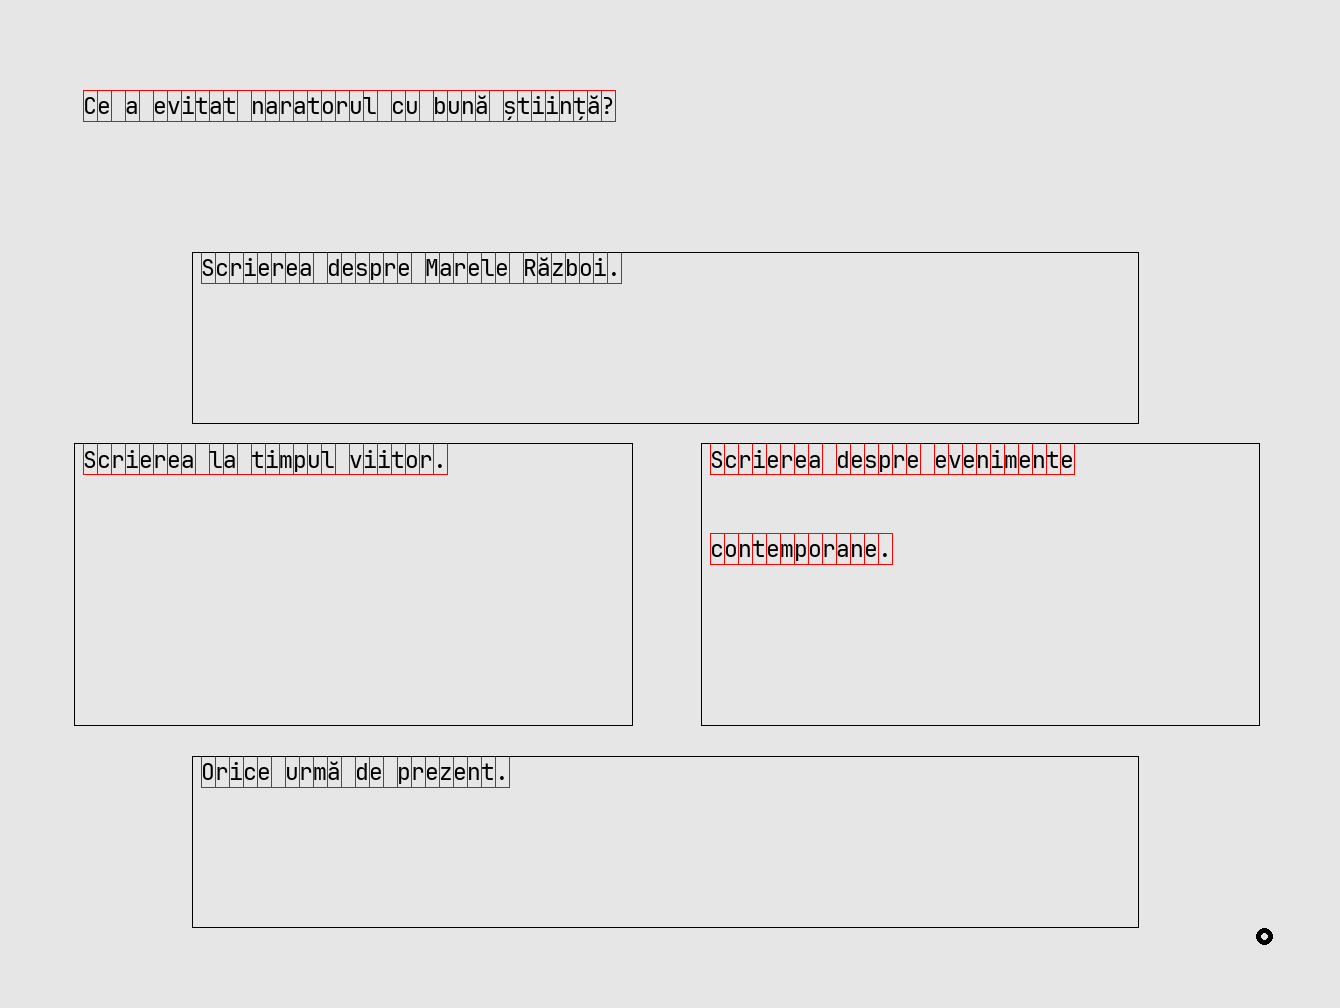 Ce a evitat naratorul cu bună știință?
Scrierea despre Marele Război.
Scrierea la timpul viitor.
Scrierea despre evenimente
contemporane.
Orice urmă de prezent.